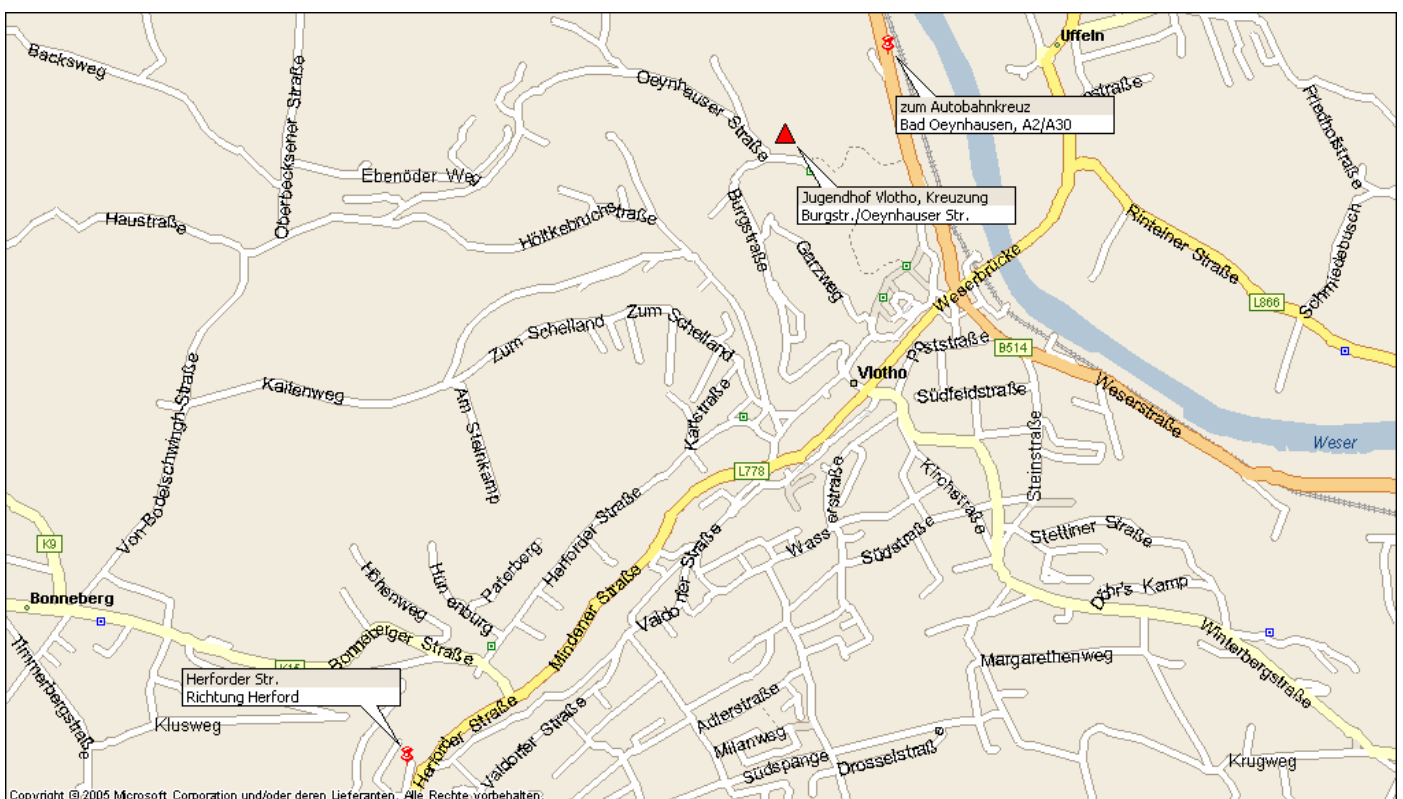 Uffeln
Backsweg
Oberbecksener Straße
Oeynhauser Straße
zum Autobahnkreuz
Bad Oeynhausen, A2/A30
Friedhofstraße
Ebenöder Weg
Jugendhof Vlotho, Kreuzung
Burgstr./Oeynhauser Str.
Haustraße
Höltkebruchstraße
Burgstraße
Garzweg
Rintelner Straße
Schmiedebusch
Weserbrücke
L866
Zum Schelland
Zum Schelland
Poststraße
B514
Vlotho
Südfeldstraße
Weserstraße
Kaitenweg
Am Steinkamp
Karlstraße
Von-Bodelschwingh-Straße
Weser
L778
Kirchstraße
Steinstraße
Herforder Straße
Wasserstraße
Südstraße
Stettiner Straße
K9
Höhenweg
Hünenburg
Paterberg
Mindener Straße
Valdorfer Straße
Döhr's Kamp
Bonneberg
Bonneberger Straße
Winterbergstraße
Timmerbergstraße
Margarethenweg
Herforder Str.
Richtung Herford
Klusweg
Herforder Straße
Valdorfer Straße
Adlerstraße
Milanweg
Südspange
Drosselstraße
Krugweg
Copyright © 2005 Microsoft Corporation und/oder deren Lieferanten. Alle Rechte vorbehalten.